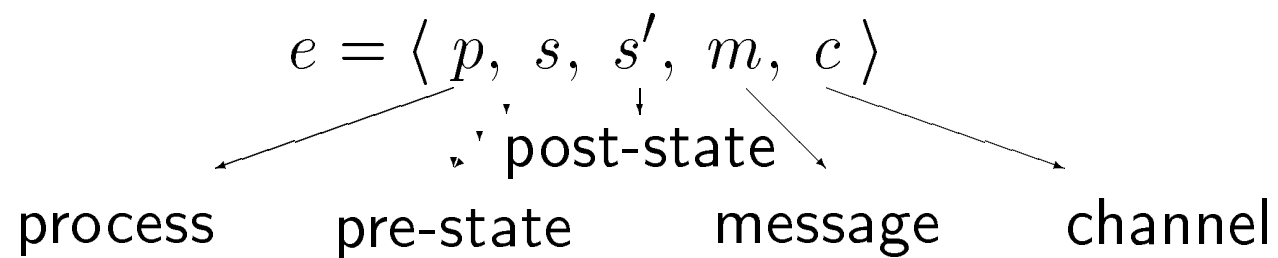 e = ⟨ p, s, s′, m, c ⟩
post-state
process pre-state message channel